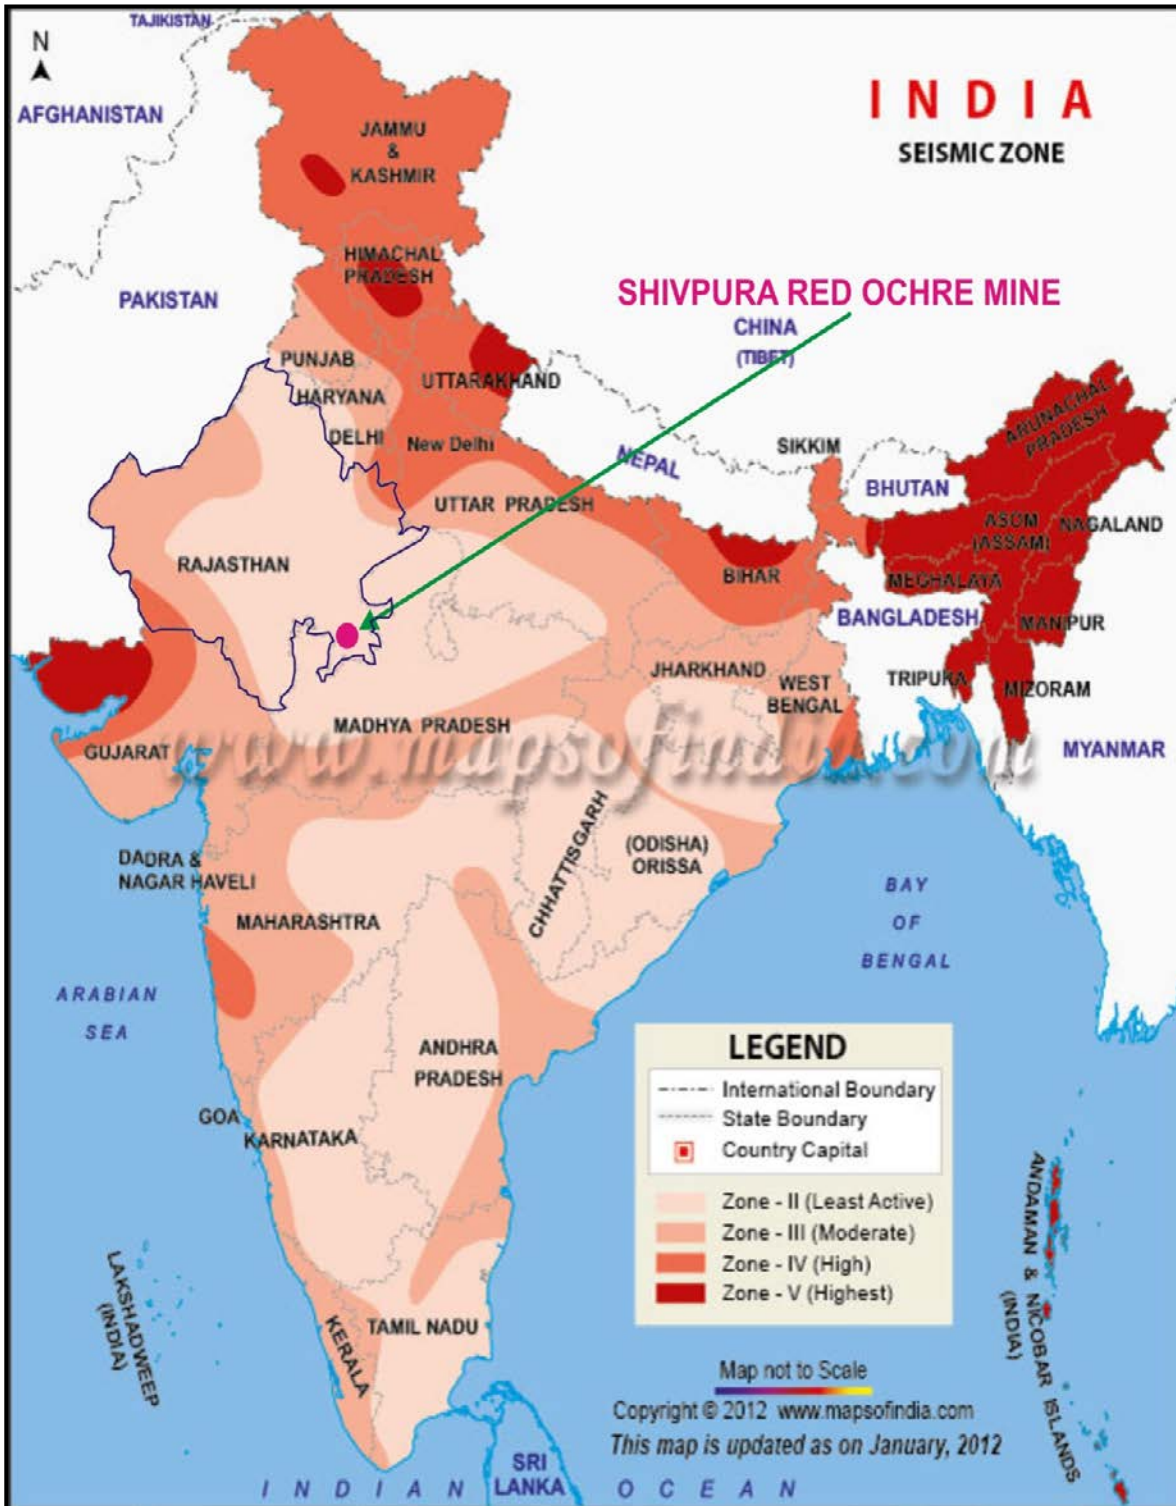 TAJIKISTAN
N
AFGHANISTAN
INDIA
SEISMIC ZONE
JAMMU
&
KASHMIR
HIMACHAL
PRADESH
PAKISTAN
SHIVPURA RED OCHRE MINE
CHINA
(TIBET)
PUNJAB
UTTARAKHAND
HARYANA
DELHI
New Delhi
NEPAL
SIKKIM
ARUNACHAL
PRADESH
BHUTAN
UTTAR PRADESH
ASOM
(ASSAM)
NAGALAND
RAJASTHAN
BIHAR
MEGHALAYA
BANGLADESH
MANIPUR
JHARKHAND
WEST
BENGAL
TRIPUKA
MIZORAM
MADHYA PRADESH
GUJARAT
www.mapsofindia.com
MYANMAR
CHHATTISGARH
(ODISHA)
ORISSA
DADRA &
NAGAR HAVELI
MAHARASHTRA
BAY
OF
BENGAL
ARABIAN
SEA
ANDHRA
PRADESH
GOA
KARNATAKA
LEGEND
International Boundary
State Boundary
Country Capital
Zone - II (Least Active)
Zone - III (Moderate)
Zone - IV (High)
Zone - V (Highest)
ANDAMAN & NICOBAR ISLANDS
(INDIA)
LAKSHADWEEP
(INDIA)
KERALA
TAMIL NADU
Map not to Scale
Copyright © 2012 www.mapsofindia.com
This map is updated as on January, 2012
SRI
LANKA
INDIAN OCEAN